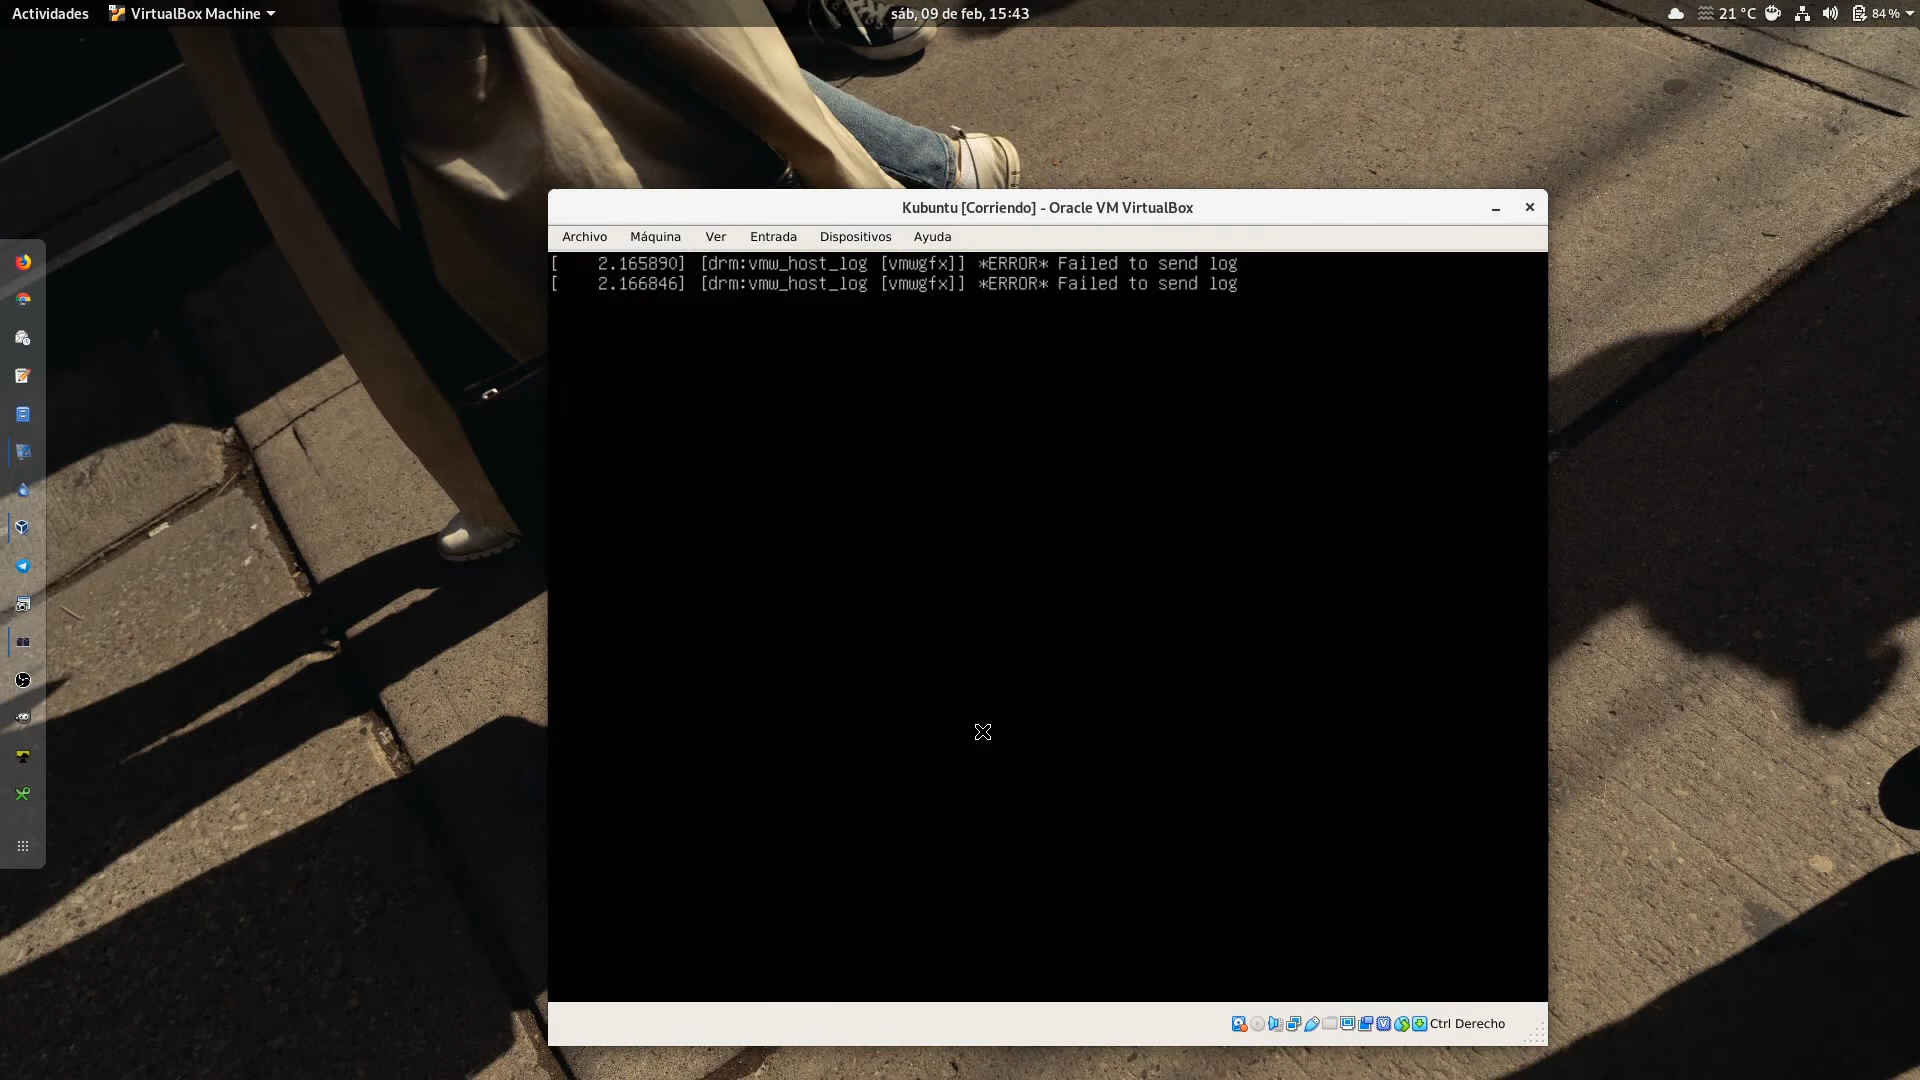 Actividades
VirtualBox Machine
sáb, 09 de feb, 15:43
21 °C
84 %
Kubuntu [Corriendo] - Oracle VM VirtualBox
Archivo Máquina Ver Entrada Dispositivos Ayuda
[    2.165890] [drm:vmw_host_log [vmwgfx]] *ERROR* Failed to send log
[    2.166846] [drm:vmw_host_log [vmwgfx]] *ERROR* Failed to send log
Ctrl Derecho